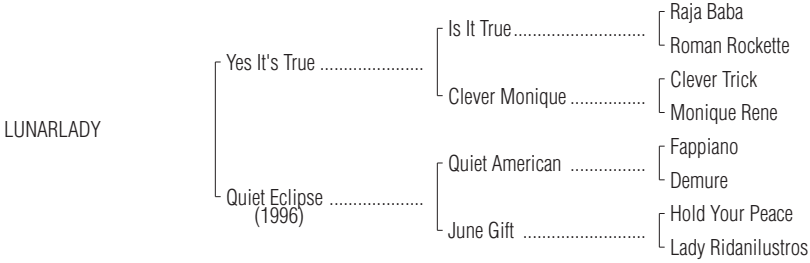 Raja Baba
Is It True..........................
Roman Rockette
Yes It's True ......................
Clever Trick
Clever Monique ...............
Monique Rene
LUNARLADY
Fappiano
Quiet American ...............
Demure
Quiet Eclipse ....................
(1996)
Hold Your Peace
June Gift .........................
Lady Ridanilustros